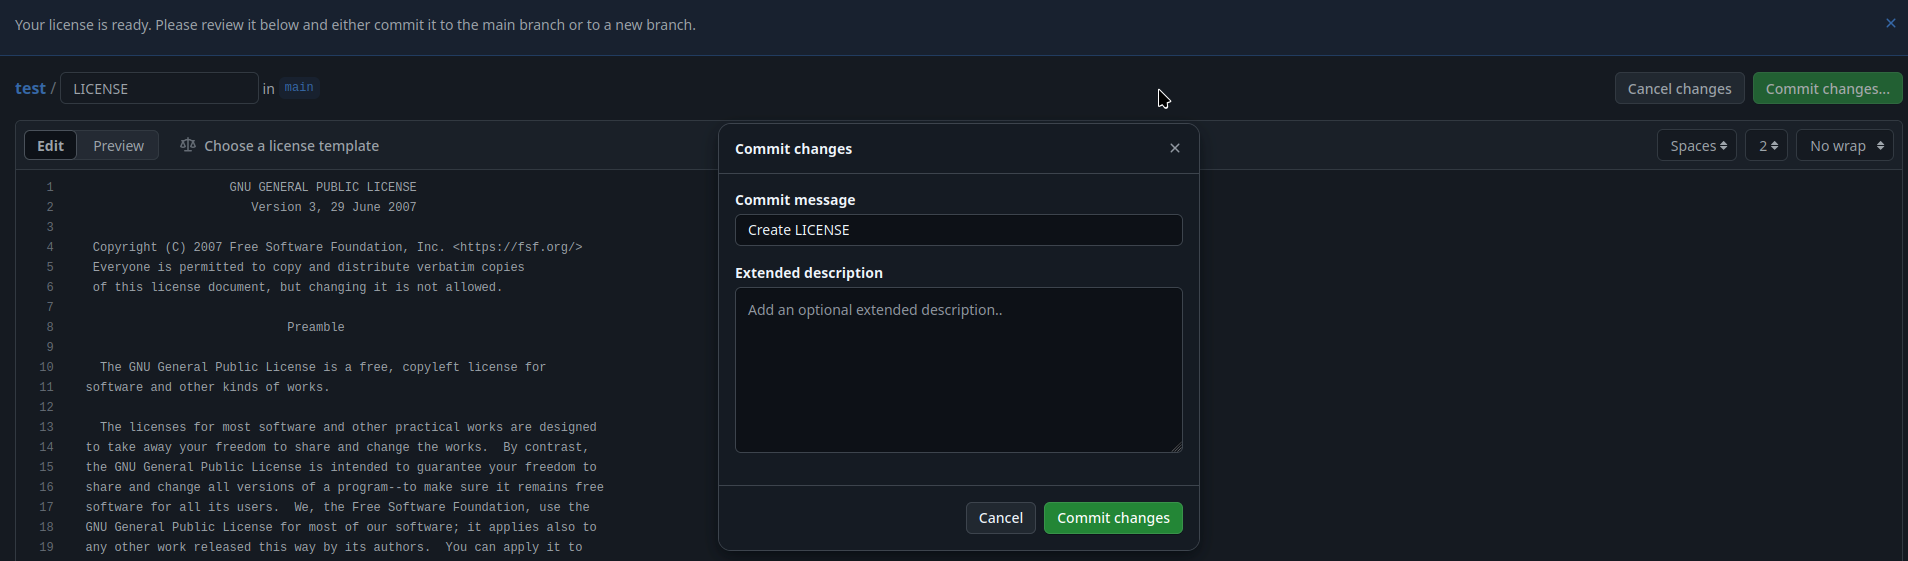 Your license is ready. Please review it below and either commit it to the main branch or to a new branch.
test / LICENSE in main
Cancel changes
Commit changes...
Edit
Preview
Choose a license template
Spaces
2
No wrap
1 GNU GENERAL PUBLIC LICENSE
2 Version 3, 29 June 2007
3
4 Copyright (C) 2007 Free Software Foundation, Inc. <https://fsf.org/>
5 Everyone is permitted to copy and distribute verbatim copies
6 of this license document, but changing it is not allowed.
7
8 Preamble
9
10 The GNU General Public License is a free, copyleft license for
11 software and other kinds of works.
12
13 The licenses for most software and other practical works are designed
14 to take away your freedom to share and change the works.  By contrast,
15 the GNU General Public License is intended to guarantee your freedom to
16 share and change all versions of a program--to make sure it remains free
17 software for all its users.  We, the Free Software Foundation, use the
18 GNU General Public License for most of our software; it applies also to
19 any other work released this way by its authors.  You can apply it to
Commit changes
Commit message
Create LICENSE
Extended description
Add an optional extended description..
Cancel
Commit changes